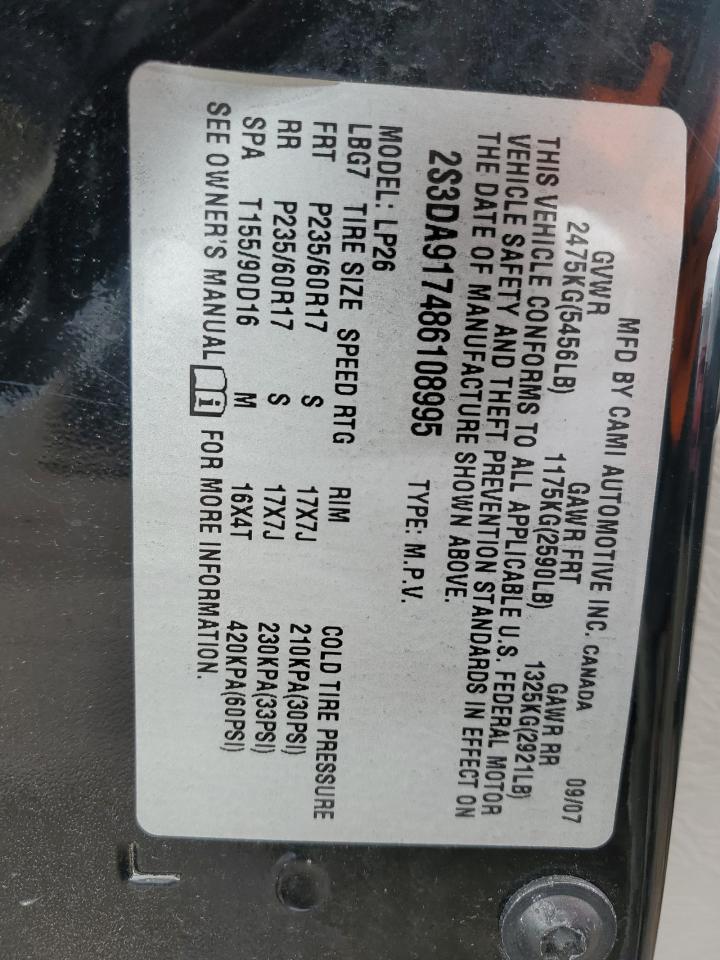 MFD BY CAMI AUTOMOTIVE INC. CANADA 09/07
GVWR GAWR FRT GAWR RR
2475KG(5456LB) 1175KG(2590LB) 1325KG(2921LB)
THIS VEHICLE CONFORMS TO ALL APPLICABLE U.S. FEDERAL MOTOR
VEHICLE SAFETY AND THEFT PREVENTION STANDARDS IN EFFECT ON
THE DATE OF MANUFACTURE SHOWN ABOVE.
2S3DA917486108995 TYPE: M.P.V.
MODEL: LP26
LBG7 TIRE SIZE SPEED RTG RIM COLD TIRE PRESSURE
FRT P235/60R17 S 17X7J 210KPA(30PSI)
RR P235/60R17 S 17X7J 230KPA(33PSI)
SPA T155/90D16 M 16X4T 420KPA(60PSI)
SEE OWNER'S MANUAL i FOR MORE INFORMATION.